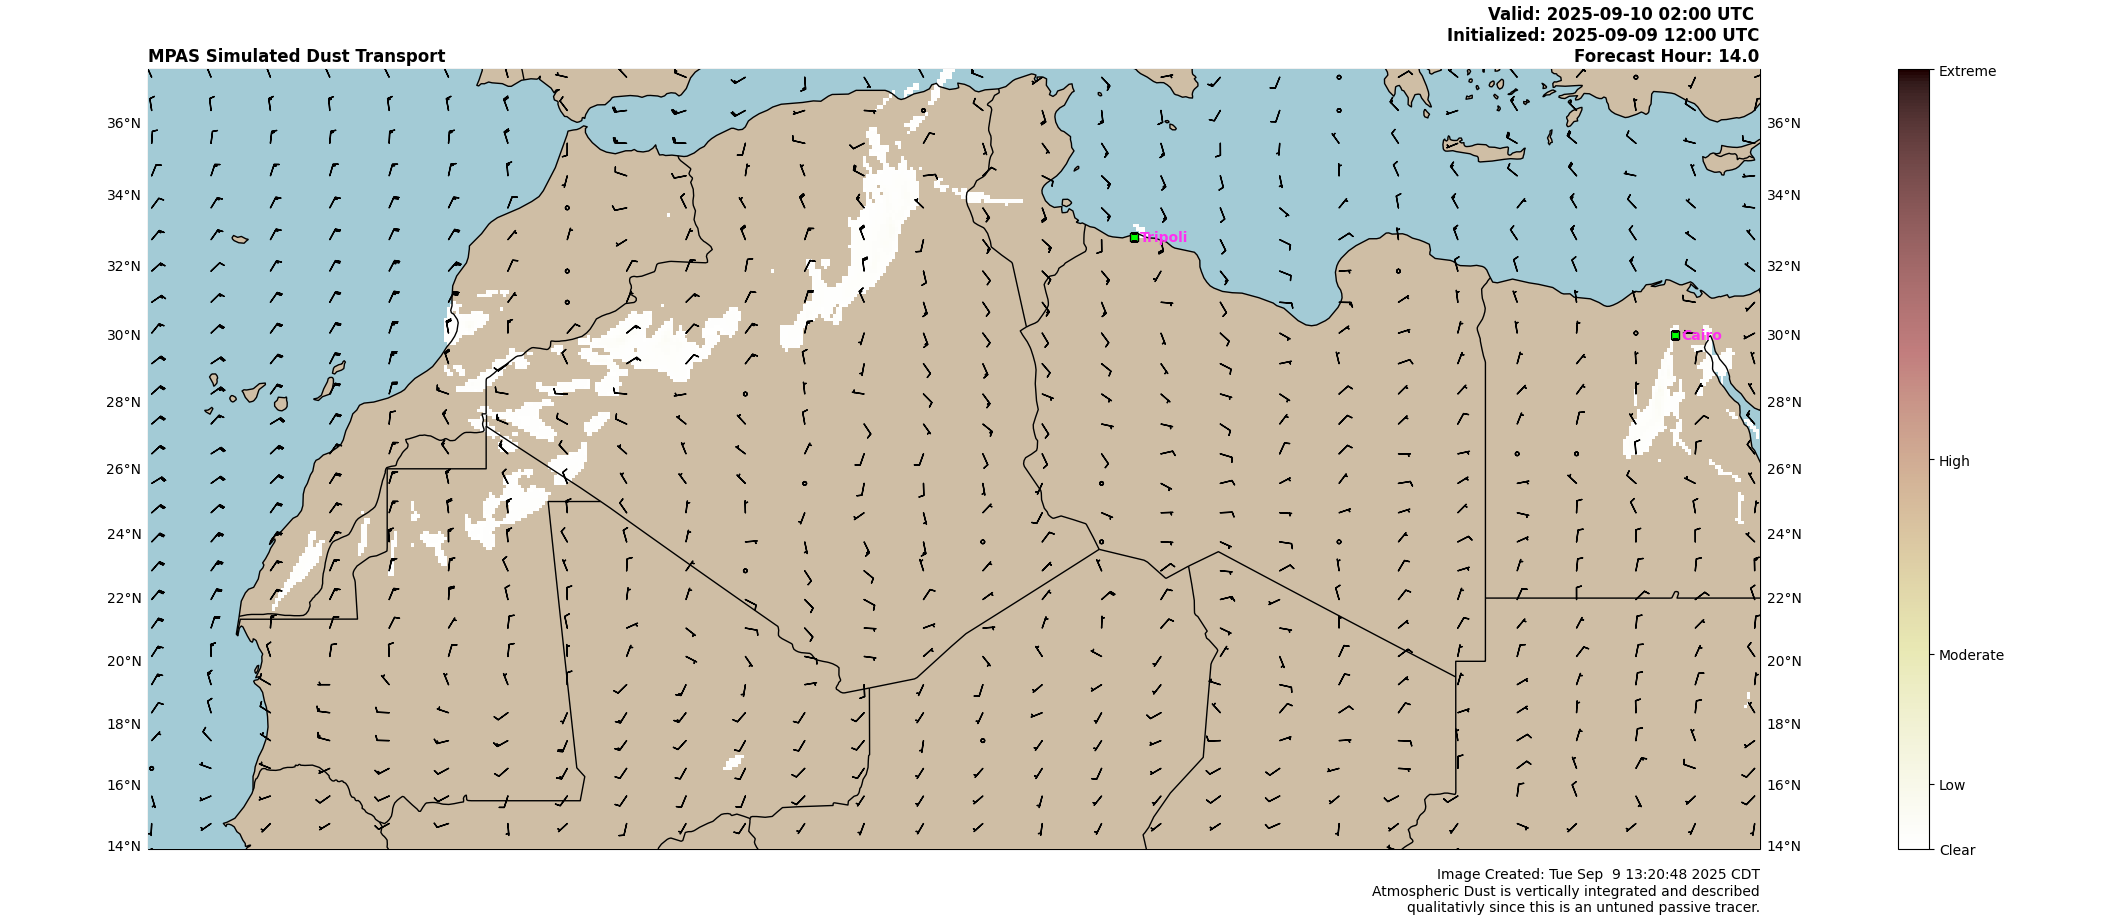 Valid: 2025-09-10 02:00 UTC
Initialized: 2025-09-09 12:00 UTC
MPAS Simulated Dust Transport
Forecast Hour: 14.0
Extreme
36°N
36°N
34°N
34°N
Tripoli
32°N
32°N
30°N
Cairo
30°N
28°N
28°N
26°N
26°N
High
24°N
24°N
22°N
22°N
20°N
20°N
Moderate
18°N
18°N
16°N
16°N
Low
14°N
14°N
Clear
Image Created: Tue Sep  9 13:20:48 2025 CDT
Atmospheric Dust is vertically integrated and described
qualitativly since this is an untuned passive tracer.